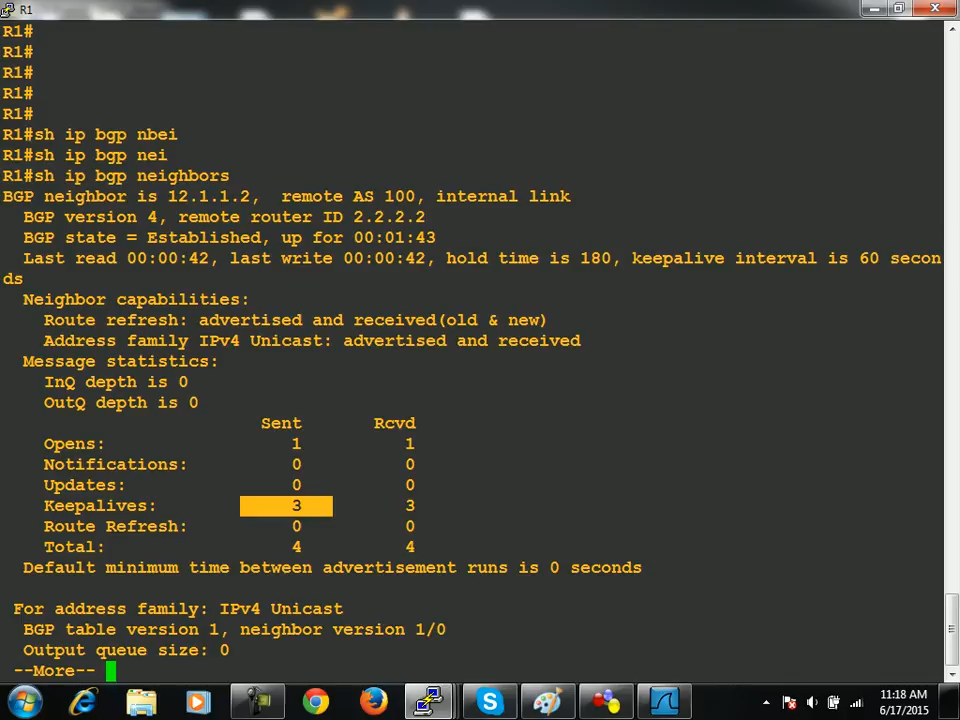 R1
R1#
R1#
R1#
R1#
R1#
R1#sh ip bgp nbei
R1#sh ip bgp nei
R1#sh ip bgp neighbors
BGP neighbor is 12.1.1.2,  remote AS 100, internal link
  BGP version 4, remote router ID 2.2.2.2
  BGP state = Established, up for 00:01:43
  Last read 00:00:42, last write 00:00:42, hold time is 180, keepalive interval is 60 secon
ds
  Neighbor capabilities:
    Route refresh: advertised and received(old & new)
    Address family IPv4 Unicast: advertised and received
  Message statistics:
    InQ depth is 0
    OutQ depth is 0
                         Sent       Rcvd
    Opens:                  1          1
    Notifications:          0          0
    Updates:                0          0
    Keepalives:             3          3
    Route Refresh:          0          0
    Total:                  4          4
  Default minimum time between advertisement runs is 0 seconds
 For address family: IPv4 Unicast
  BGP table version 1, neighbor version 1/0
  Output queue size: 0
 --More--
11:18 AM
6/17/2015